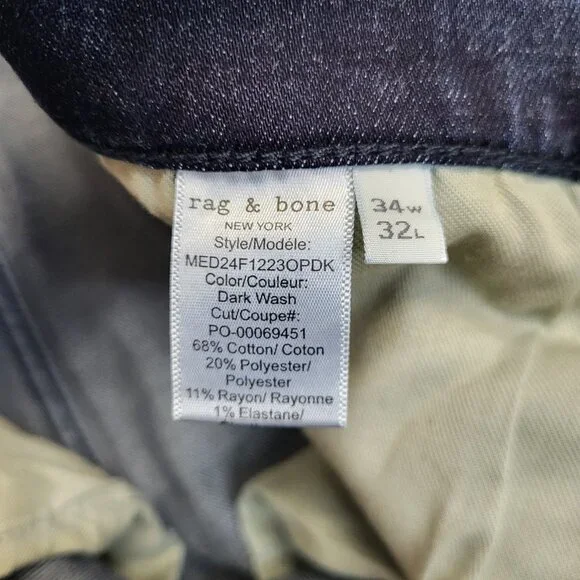 rag & bone
NEW YORK
Style/Modéle:
MED24F1223OPDK
Color/Couleur:
Dark Wash
Cut/Coupe#:
PO-00069451
68% Cotton/ Coton
20% Polyester/
Polyester
11% Rayon/ Rayonne
1% Elastane/
34W
32L